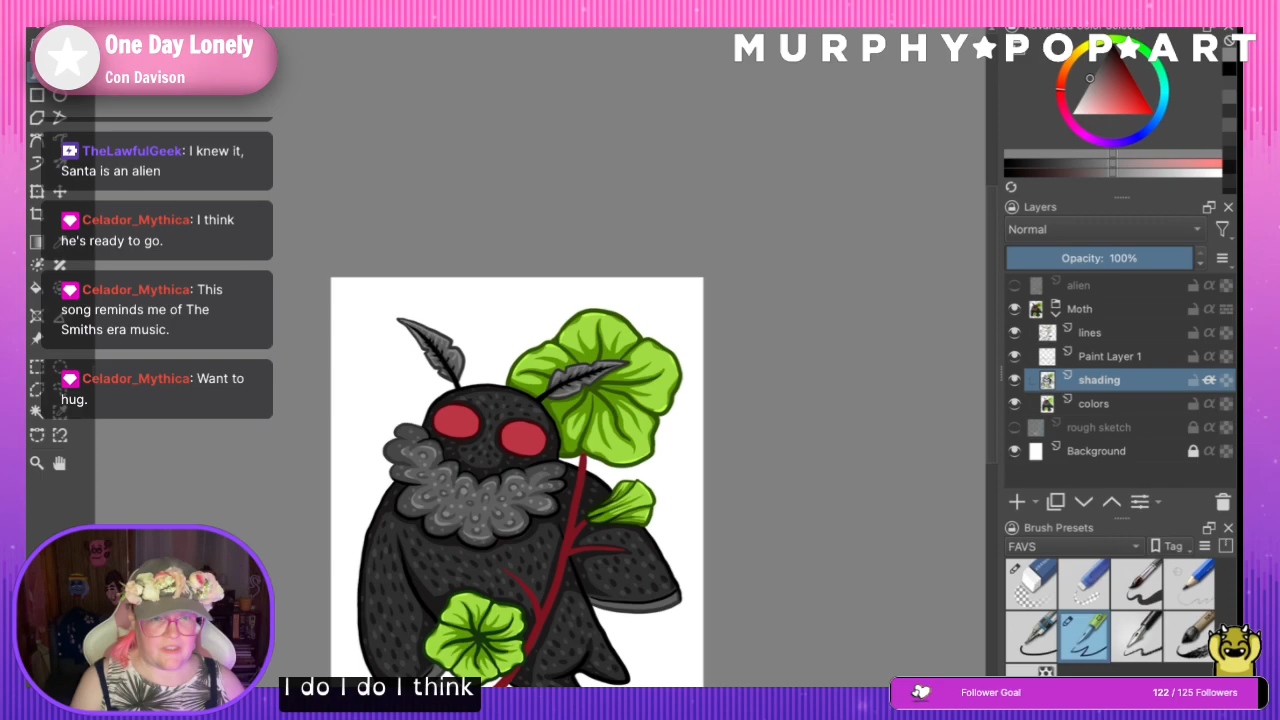 One Day Lonely
Con Davison
MURPHY★POP★ART
TheLawfulGeek: I knew it,
Santa is an alien
Celador_Mythica: I think
he's ready to go.
Celador_Mythica: This
song reminds me of The
Smiths era music.
Celador_Mythica: Want to
hug.
Layers
Normal
Opacity: 100%
alien
Moth
lines
Paint Layer 1
shading
colors
rough sketch
Background
Brush Presets
FAVS
Tag
I do I do I think
Follower Goal
122 / 125 Followers